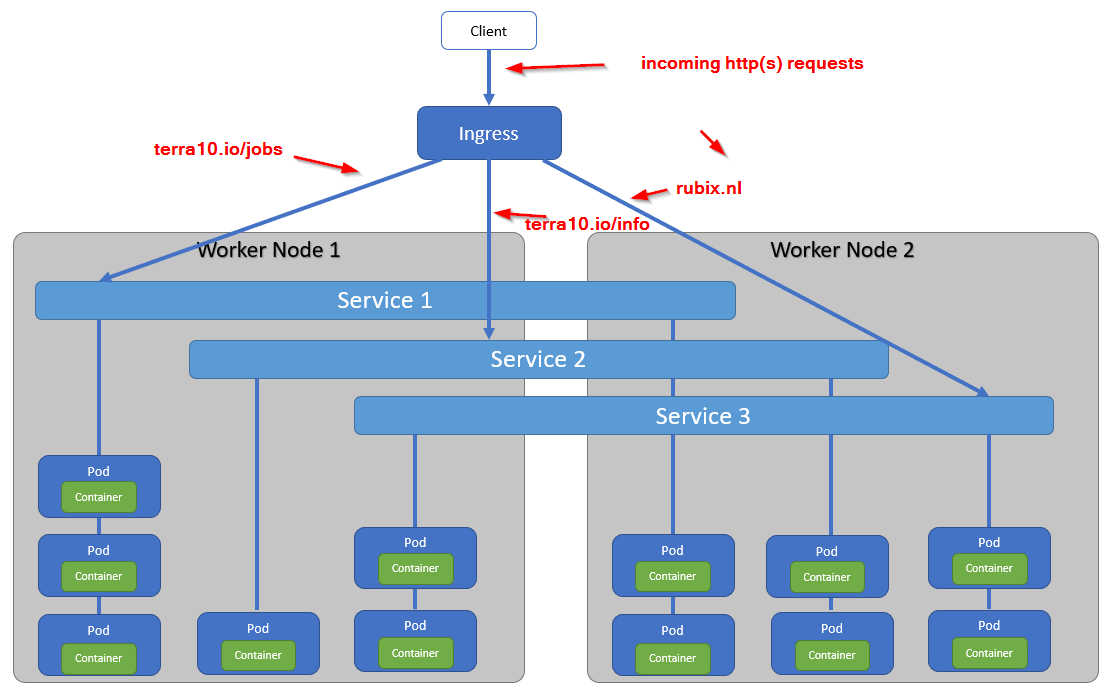 Client
incoming http(s) requests
Ingress
terra10.io/jobs
rubix.nl
terra10.io/info
Worker Node 1
Worker Node 2
Service 1
Service 2
Service 3
Pod
Container
Pod
Container
Pod
Container
Pod
Container
Pod
Container
Pod
Container
Pod
Container
Pod
Container
Pod
Container
Pod
Container
Pod
Container
Pod
Container